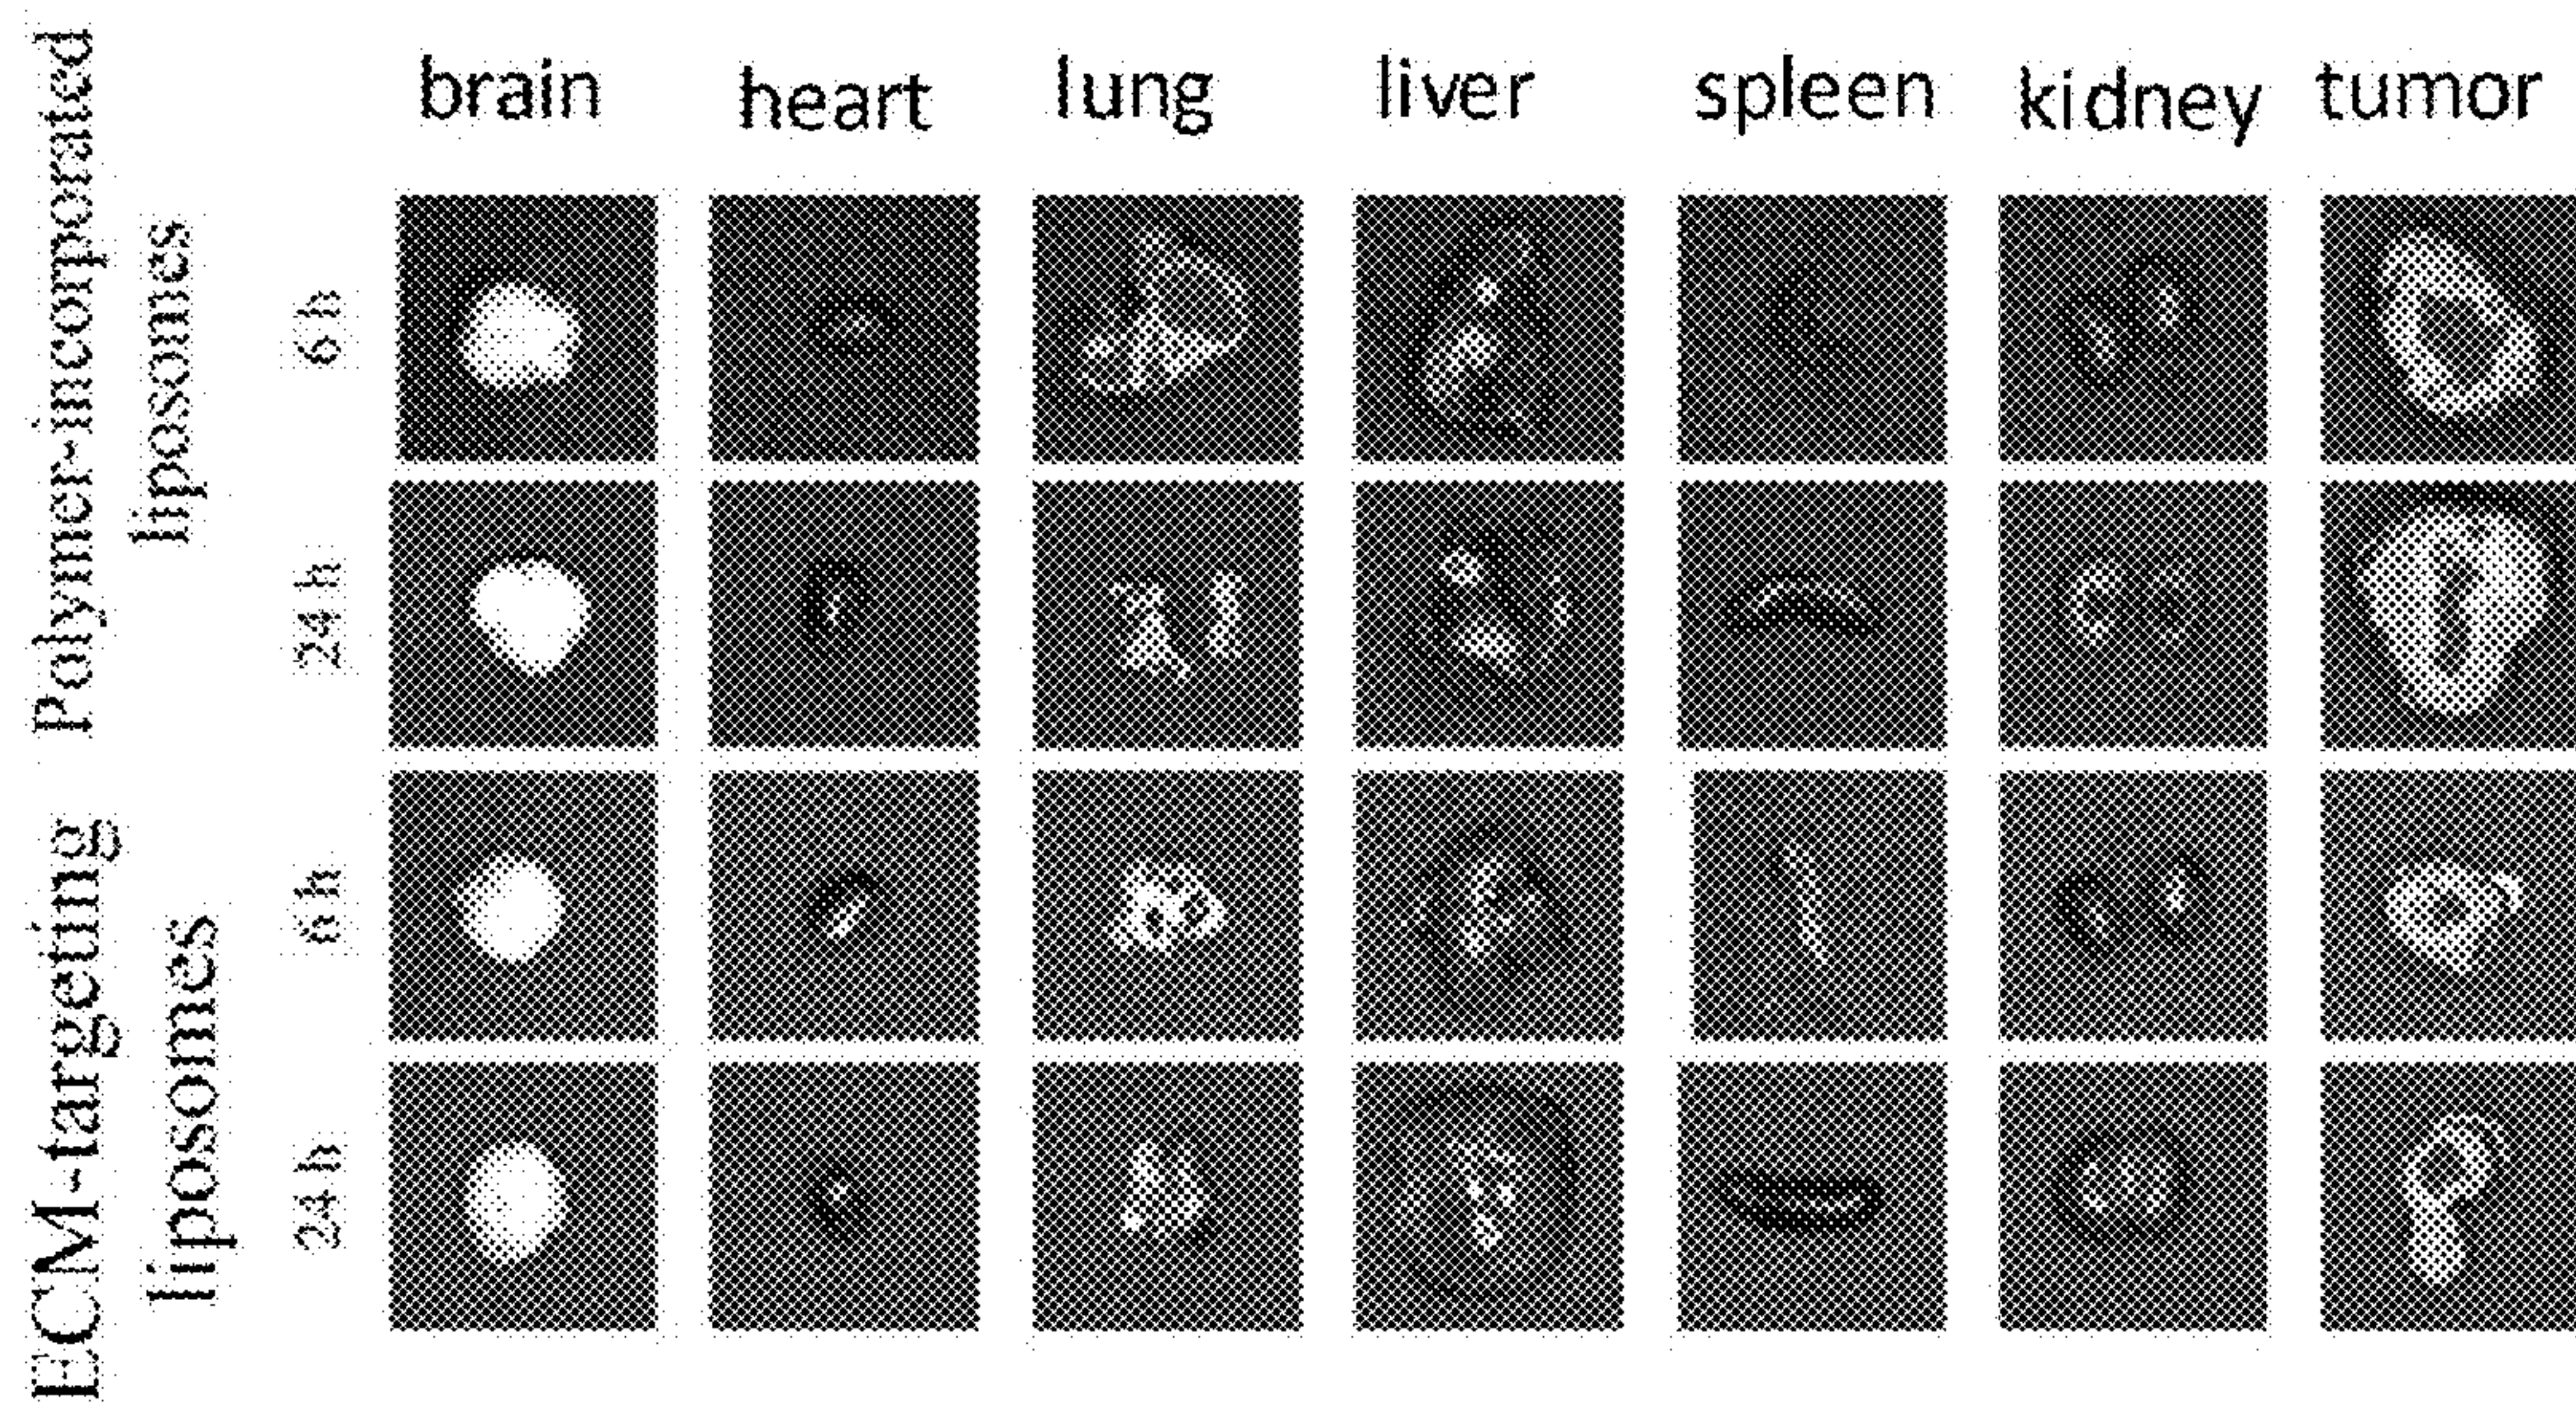 brain heart lung liver spleen kidney tumor
Polymer-incorporated
liposomes
6 h
24 h
ECM-targeting
liposomes
6 h
24 h